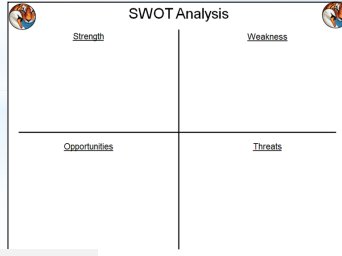 SWOT Analysis
Strength
Weakness
Opportunities
Threats